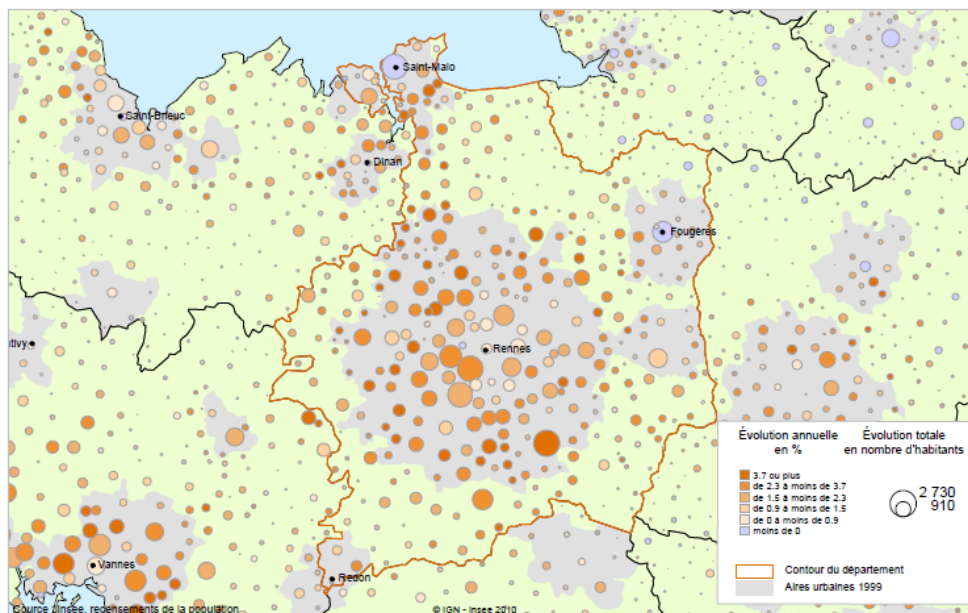 Saint-Malo
Saint-Brieuc
Dinan
Fougères
ntivy
Rennes
Vannes
Redon
Évolution annuelle
en %
Évolution totale
en nombre d'habitants
3.7 ou plus
de 2.3 à moins de 3.7
de 1.5 à moins de 2.3
de 0.9 à moins de 1.5
de 0 à moins de 0.9
moins de 0
2 730
910
Contour du département
Aires urbaines 1999
Source : Insee, recensements de la population
© IGN - Insee 2010